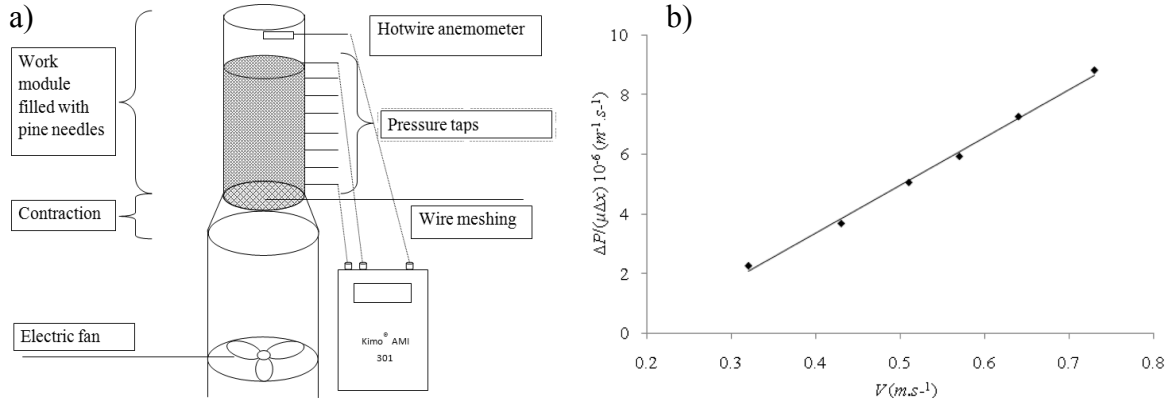 a)
Work
module
filled with
pine needles
Contraction
Electric fan
Hotwire anemometer
Pressure taps
Wire meshing
Kimo® AMI
301
b)
ΔP/(μΔx) 10⁻⁶ (m⁻¹.s⁻¹)
10
8
6
4
2
0
0.2 0.3 0.4 0.5 0.6 0.7 0.8
V (m.s⁻¹)